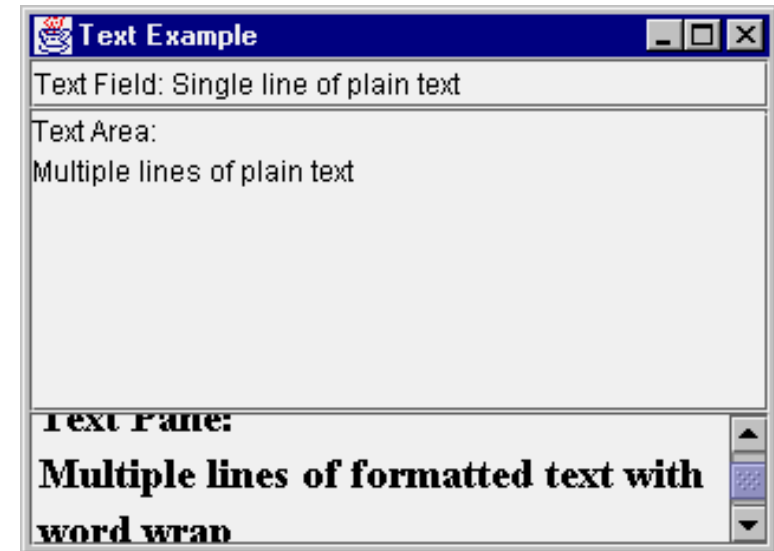 Text Example
Text Field: Single line of plain text
Text Area:
Multiple lines of plain text
Text Pane:
Multiple lines of formatted text with
word wrap